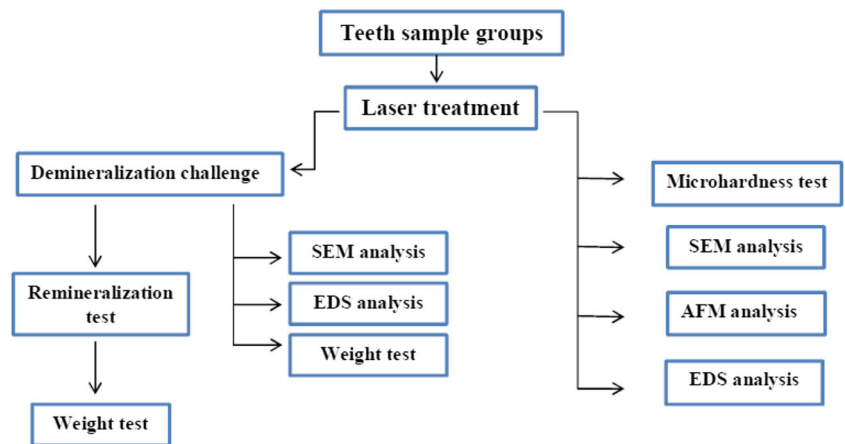 Teeth sample groups
Laser treatment
Demineralization challenge
Microhardness test
SEM analysis
SEM analysis
Remineralization
test
EDS analysis
AFM analysis
Weight test
EDS analysis
Weight test